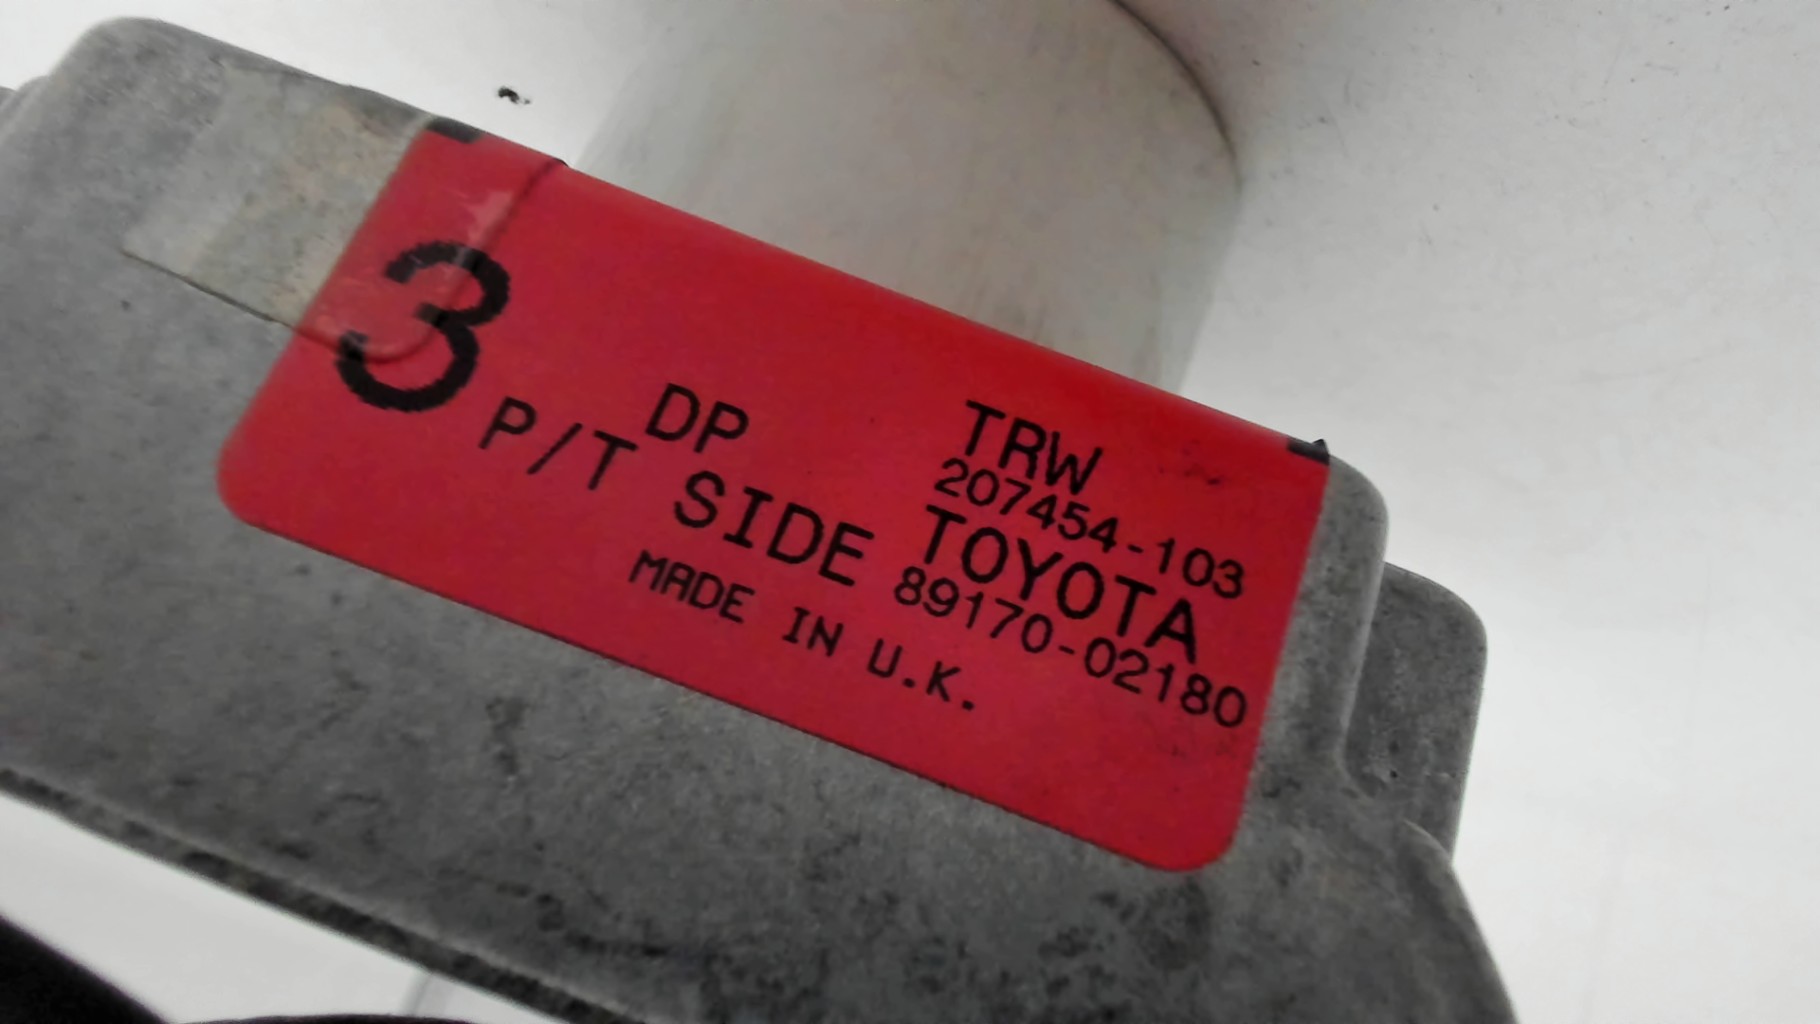 3
DP
P/T SIDE
MADE IN U.K.
TRW
207454-103
TOYOTA
89170-02180